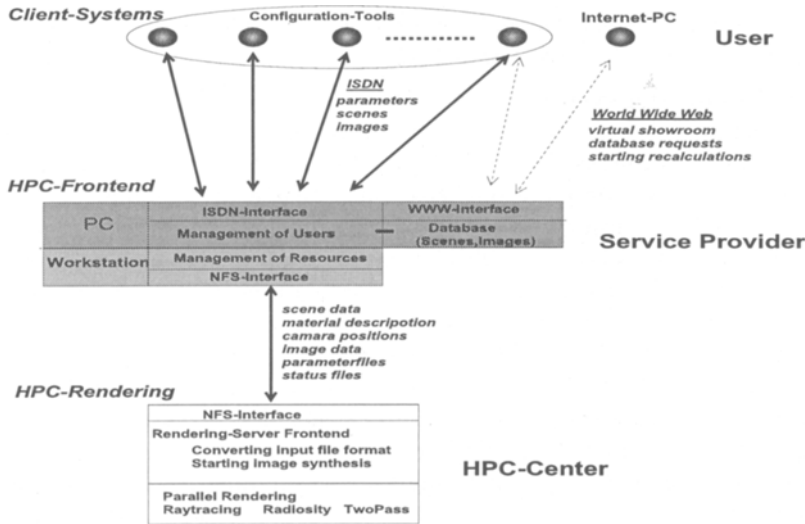 Client-Systems
Configuration-Tools
Internet-PC
User
ISDN
parameters
scenes
images
World Wide Web
virtual showroom
database requests
starting recalculations
HPC-Frontend
PC
ISDN-Interface
WWW-Interface
Management of Users
Database
(Scenes,Images)
Service Provider
Workstation
Management of Resources
NFS-Interface
scene data
material descripotion
camara positions
image data
parameterfiles
status files
HPC-Rendering
NFS-Interface
Rendering-Server Frontend
Converting input file format
Starting image synthesis
HPC-Center
Parallel Rendering
Raytracing Radiosity TwoPass